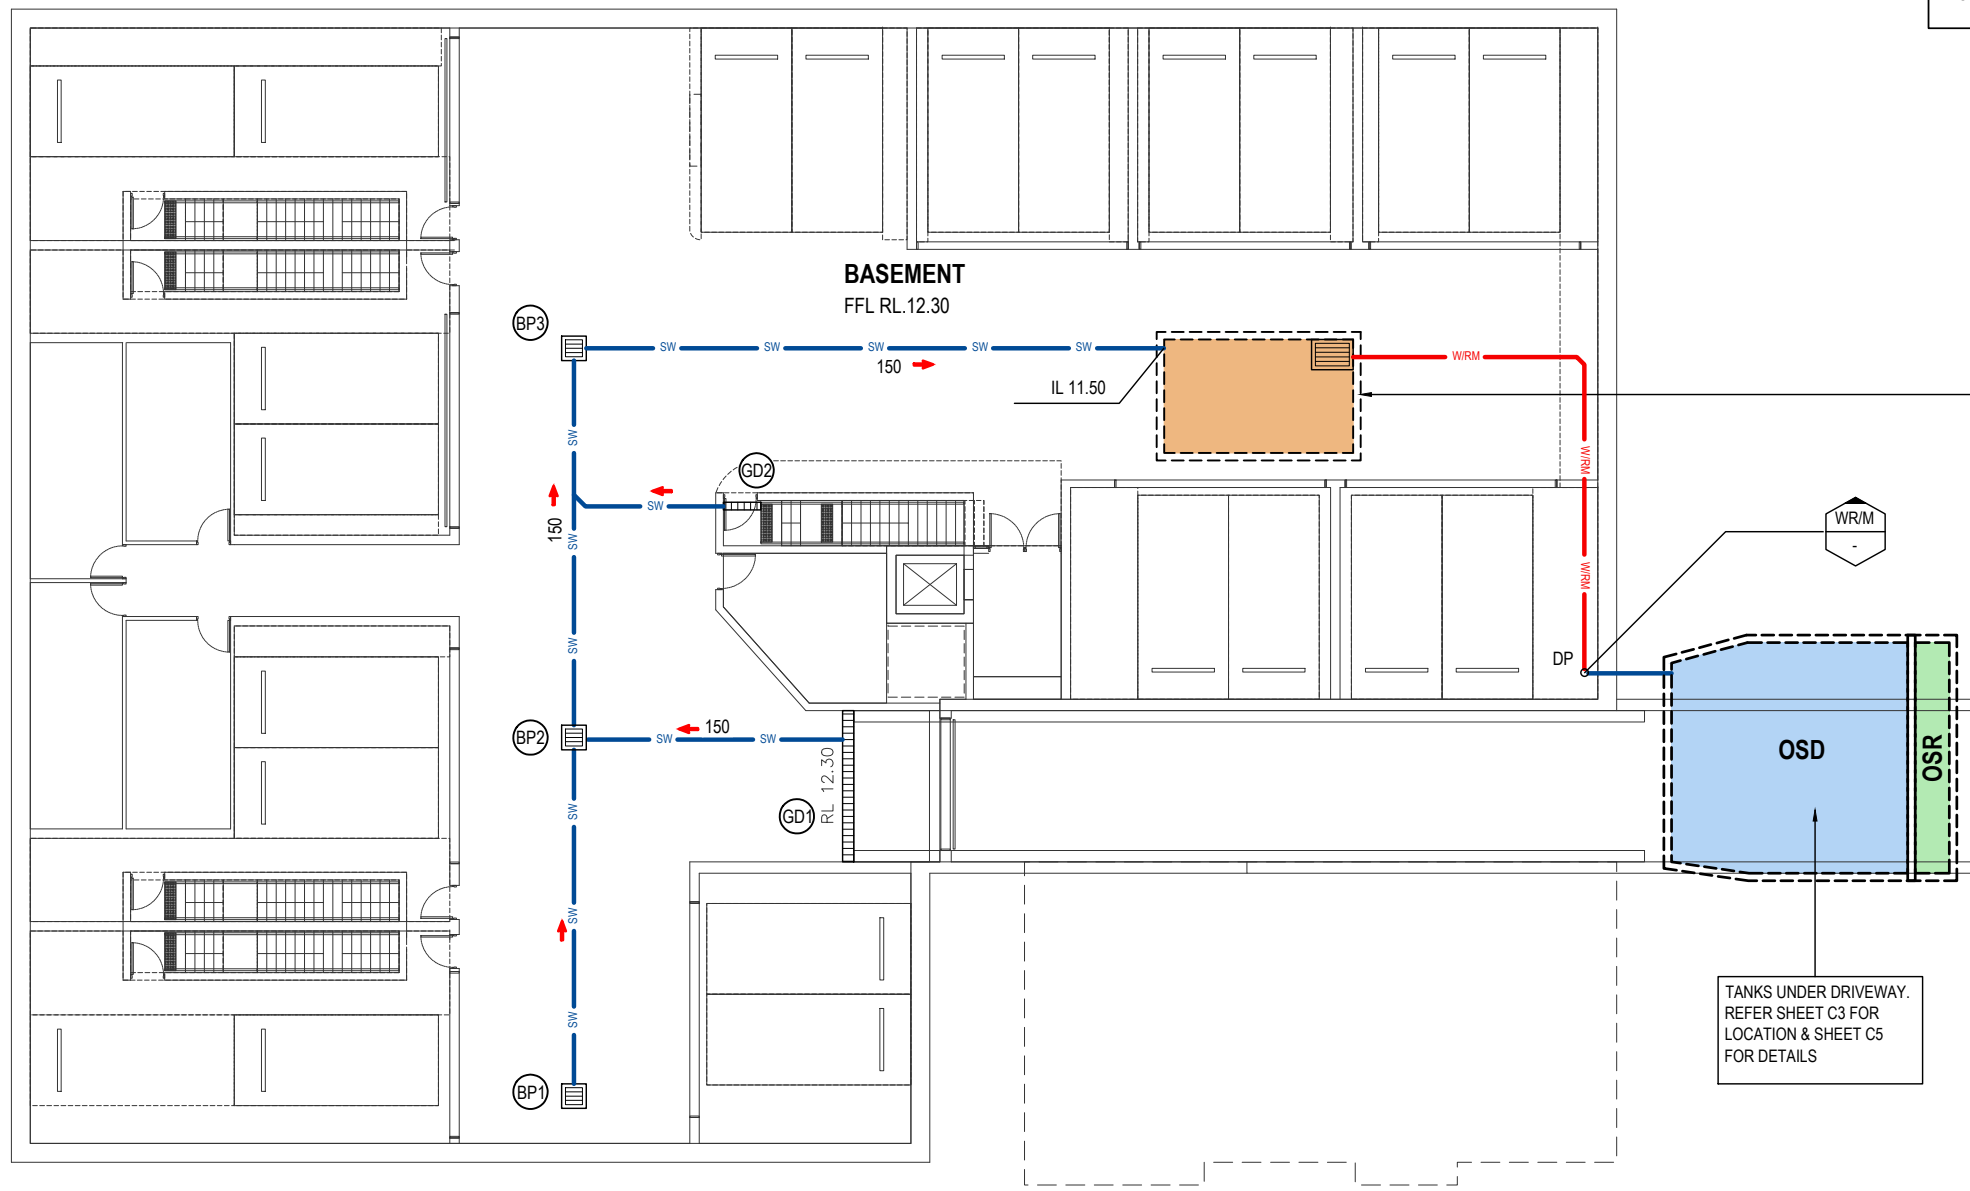 BASEMENT
FFL RL.12.30
BP3
SW SW SW SW SW
150
W/RM
IL 11.50
SW
GD2
W/RM
150
SW
SW
WR/M
-
W/RM
SW
DP
BP2
SW
150
SW
OSD
OSR
RL 12.30
SW
GD1
SW
TANKS UNDER DRIVEWAY.
REFER SHEET C3 FOR
LOCATION & SHEET C5
FOR DETAILS
SW
BP1